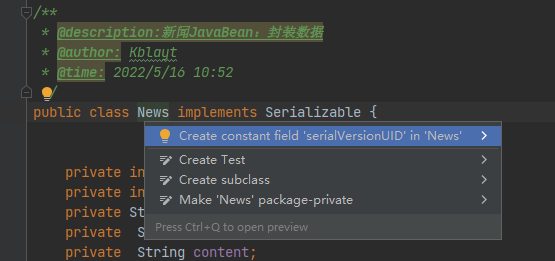 /**
* @description:新闻JavaBean：封装数据
* @author: Kblayt
* @time: 2022/5/16 10:52
*/
public class News implements Serializable {
Create constant field 'serialVersionUID' in 'News'
private in
Create Test
private in
Create subclass
private St
Make 'News' package-private
private S
Press Ctrl+Q to open preview
private String content;